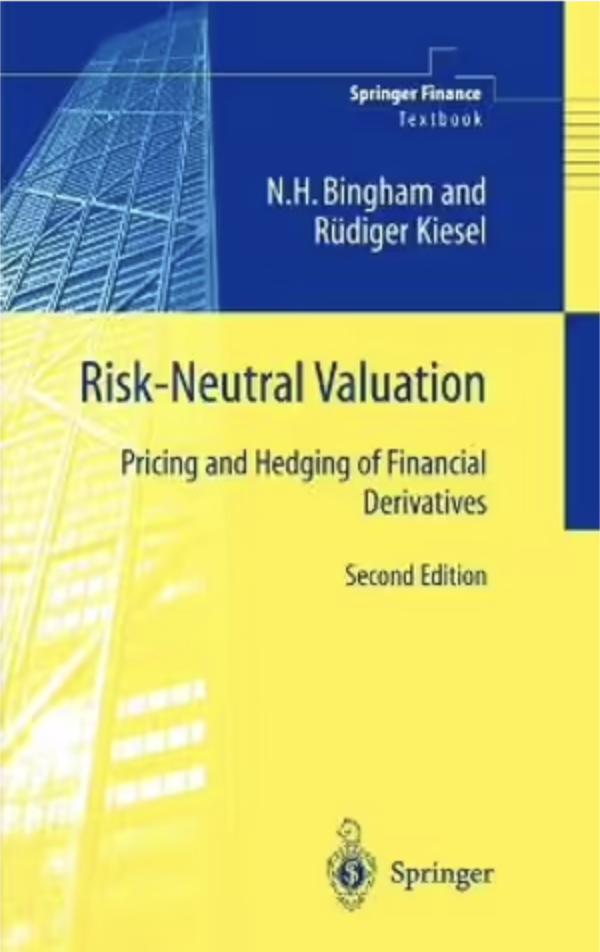 Springer Finance
Textbook
N.H. Bingham and
Rüdiger Kiesel
Risk-Neutral Valuation
Pricing and Hedging of Financial
Derivatives
Second Edition
Springer